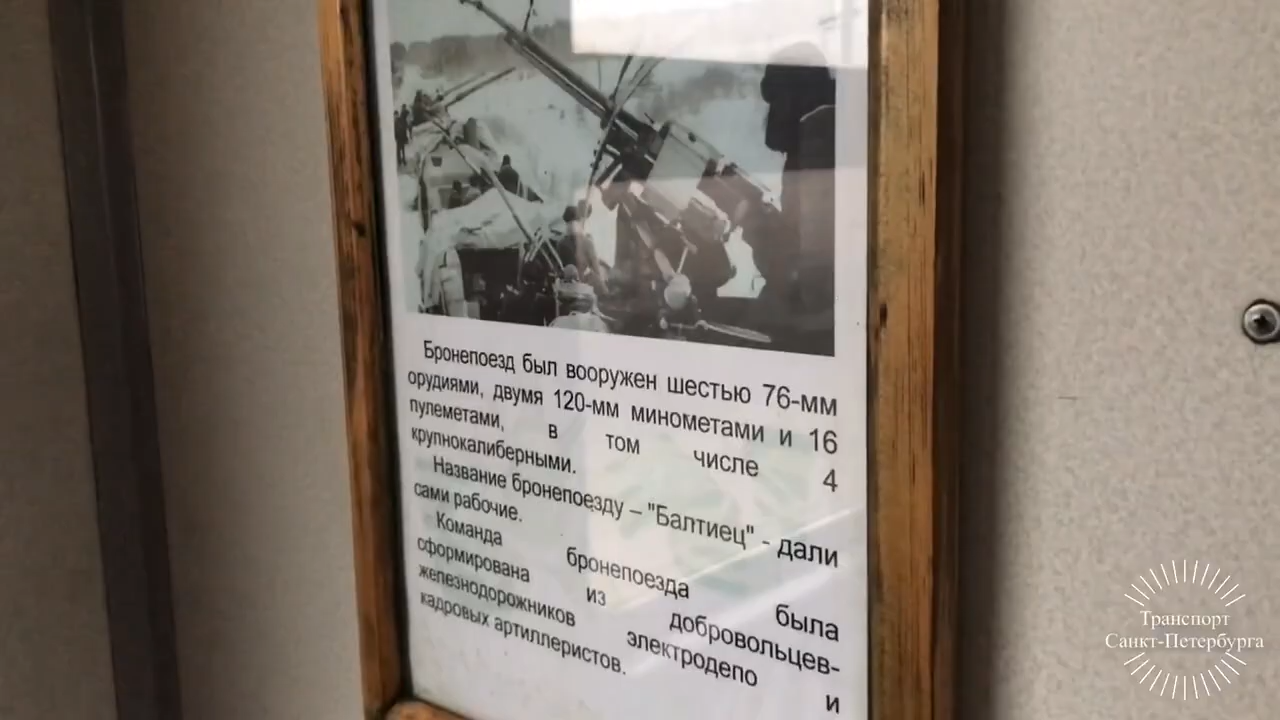 Бронепоезд был вооружен шестью 76-мм
орудиями, двумя 120-мм минометами и 16
пулеметами, в том числе 4
крупнокалиберными.
Название бронепоезду – "Балтиец" - дали
сами рабочие.
Команда бронепоезда была
сформирована из добровольцев-
железнодорожников электродепо и
кадровых артиллеристов.
Транспорт
Санкт-Петербурга